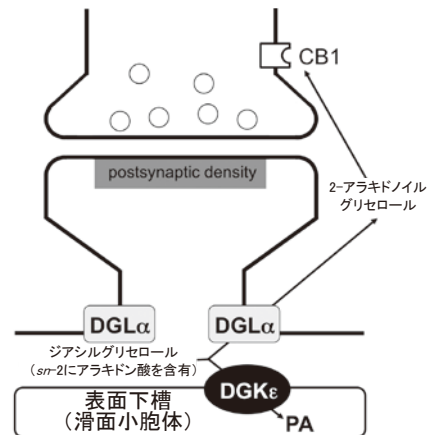 CB1
postsynaptic density
2-アラキドノイル
グリセロール
DGLα
DGLα
ジアシルグリセロール
(sn-2にアラキドン酸を含有)
DGKε
表面下槽
(滑面小胞体)
PA